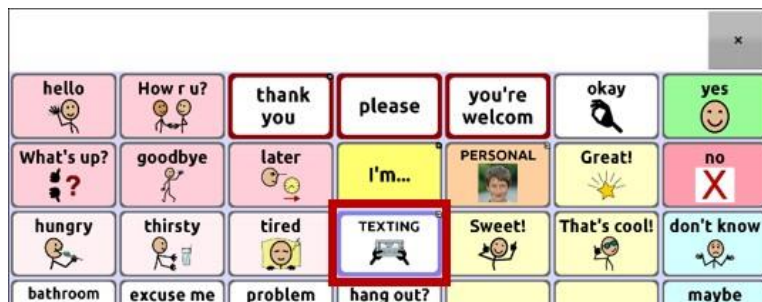 ×
hello
How r u?
thank
you
please
you're
welcom
okay
yes
What's up?
goodbye
later
I'm...
PERSONAL
Great!
no
hungry
thirsty
tired
TEXTING
Sweet!
That's cool!
don't know
bathroom
excuse me
problem
hang out?
maybe